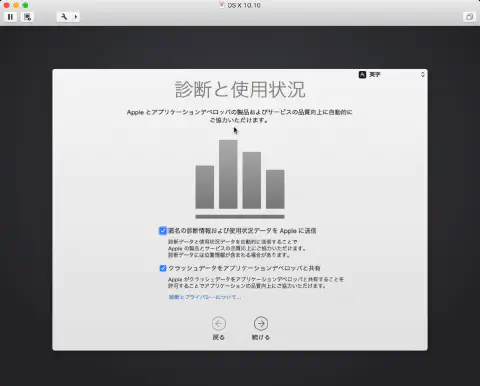 OS X 10.10
A 英字
診断と使用状況
Apple とアプリケーションデベロッパの製品およびサービスの品質向上に自動的に
ご協力いただけます。
匿名の診断情報および使用状況データを Apple に送信
診断データと使用状況データを自動的に送信することで
Apple の製品とサービスの品質向上にご協力いただけます。
診断データには位置情報が含まれる場合があります。
クラッシュデータをアプリケーションデベロッパと共有
Apple がクラッシュデータをアプリケーションデベロッパと共有することを
許可することでアプリケーションの品質向上にご協力いただけます。
診断とプライバシーについて...
戻る
続ける